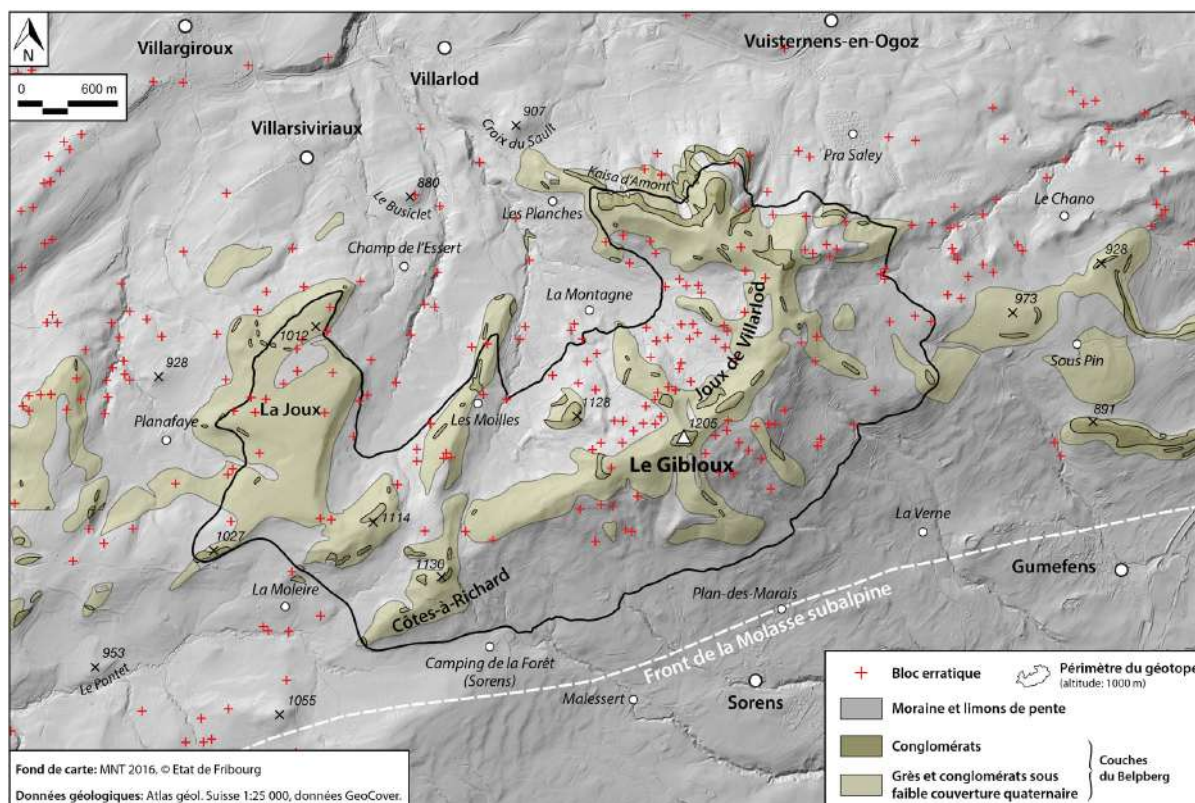 Villargiroux
Vuisternens-en-Ogoz
N
Villarlod
0 600 m
907
Croix du Sault
Villarsiviriaux
Pra Saley
Kaisa d'Amont
880
Le Busiclet
Les Planches
Le Chano
Champ de l'Essert
928
La Montagne
973
1012
Joux de Villarlod
928
Sous Pin
La Joux
Les Moilles
1128
891
Planafaye
1205
Le Gibloux
1114
La Verne
1027
1130
Gumefens
La Moleire
Côtes-à-Richard
Plan-des-Marais
Front de la Molasse subalpine
953
Le Pontet
Camping de la Forêt
(Sorens)
1055
Malessert
Sorens
Bloc erratique
Périmètre du géotope
(altitude: 1000 m)
Moraine et limons de pente
Conglomérats
Couches
du Belpberg
Grès et conglomérats sous
faible couverture quaternaire
Fond de carte: MNT 2016, © Etat de Fribourg
Données géologiques: Atlas géol. Suisse 1:25 000, données GeoCover.